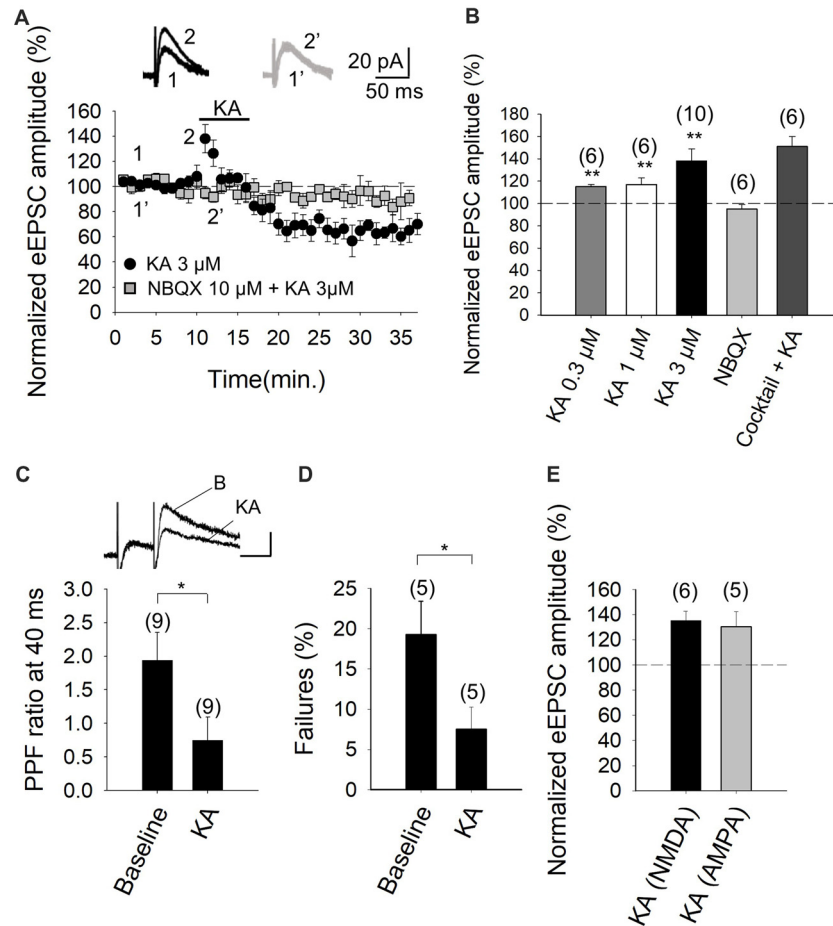 A
2
1
2’
1’
20 pA
50 ms
Normalized eEPSC amplitude (%)
160
140
120
100
80
60
40
20
0
KA
1
2
1’
2’
KA 3 µM
NBQX 10 µM + KA 3µM
0 5 10 15 20 25 30 35
Time(min.)
B
Normalized eEPSC amplitude (%)
180
160
140
120
100
80
60
40
20
0
(6)
**
(6)
**
(10)
**
(6)
(6)
KA 0.3 µM
KA 1 µM
KA 3 µM
NBQX
Cocktail + KA
C
B
KA
PPF ratio at 40 ms
3.0
2.5
2.0
1.5
1.0
0.5
0.0
*
(9)
(9)
Baseline
KA
D
Failures (%)
25
20
15
10
5
0
*
(5)
(5)
Baseline
KA
E
Normalized eEPSC amplitude (%)
160
140
120
100
80
60
40
20
0
(6)
(5)
KA (NMDA)
KA (AMPA)